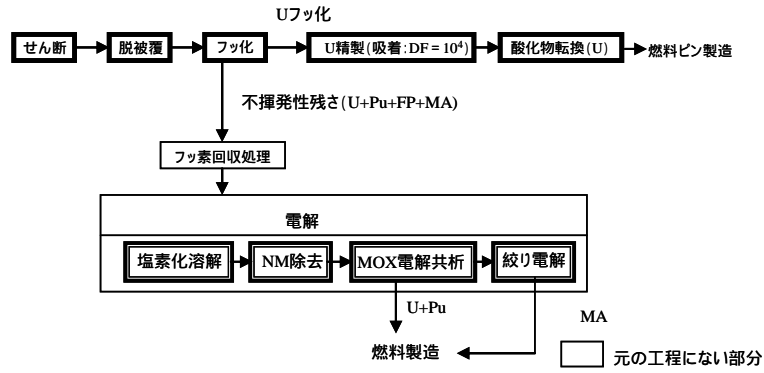 Uフッ化
せん断
脱被覆
フッ化
U精製(吸着:DF=10⁴)
酸化物転換(U)
燃料ピン製造
不揮発性残さ(U+Pu+FP+MA)
フッ素回収処理
電解
塩素化溶解
NM除去
MOX電解共析
絞り電解
U+Pu
MA
燃料製造
元の工程にない部分